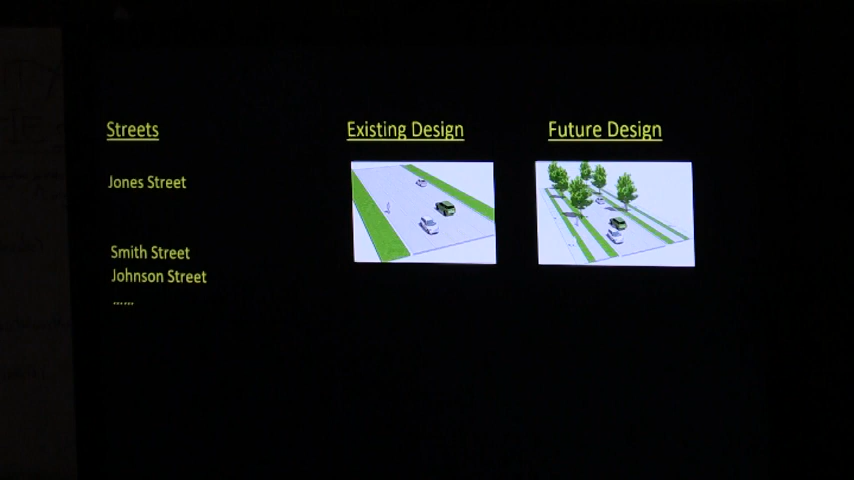 Streets Existing Design Future Design
Jones Street
Smith Street
Johnson Street
......